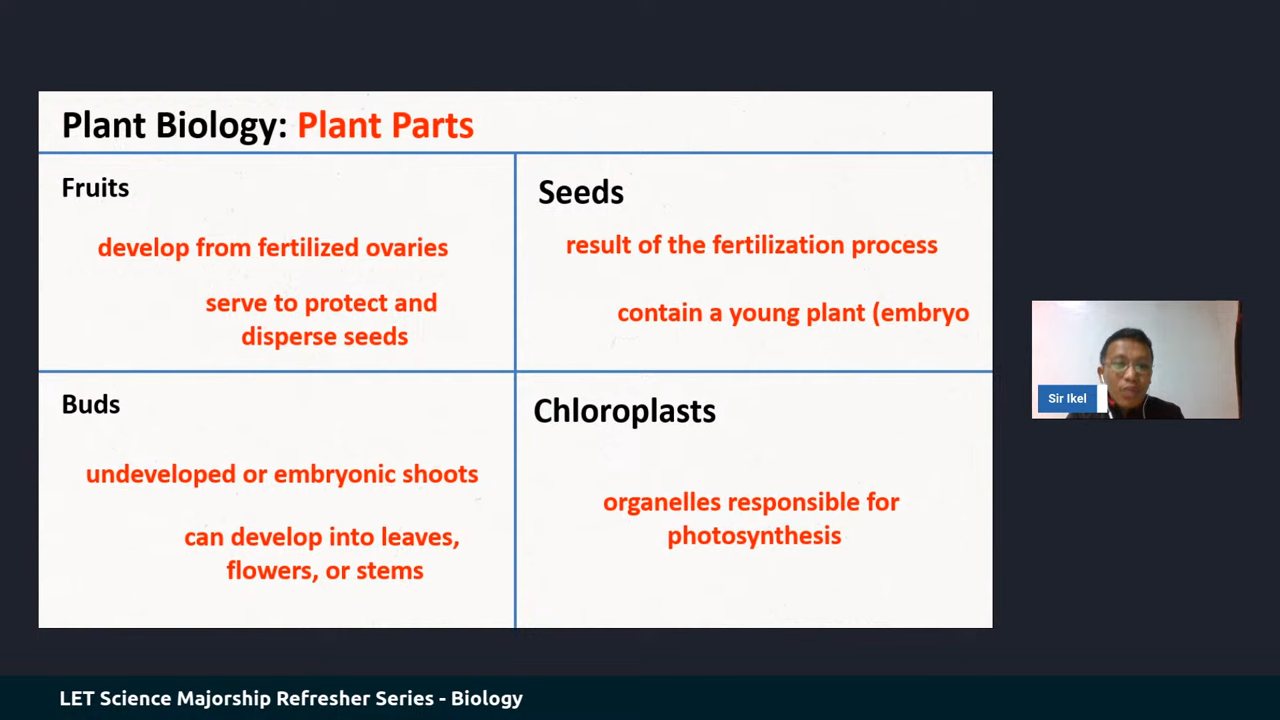 Plant Biology: Plant Parts
Fruits
develop from fertilized ovaries
serve to protect and
disperse seeds
Seeds
result of the fertilization process
contain a young plant (embryo
Buds
undeveloped or embryonic shoots
can develop into leaves,
flowers, or stems
Chloroplasts
organelles responsible for
photosynthesis
Sir Ikel
LET Science Majorship Refresher Series - Biology